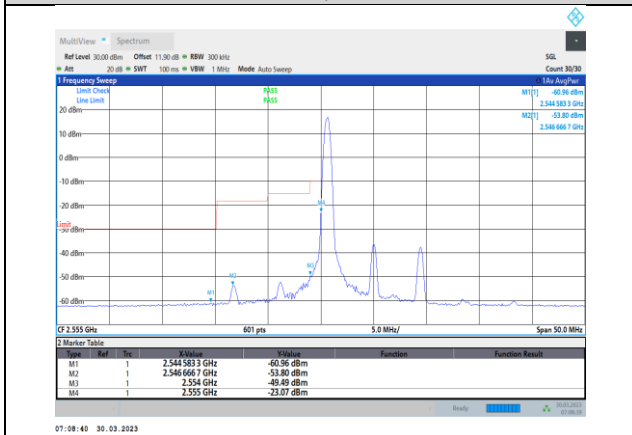 MultiView Spectrum
Ref Level 30.00 dBm Offset 11.90 dB RBW 300 kHz SGL
Att 20 dB SWT 100 ms VBW 1 MHz Mode Auto Sweep Count 30/30
1 Frequency Sweep 1Av AvgPwr
Limit Check PASS M1[1] -60.96 dBm
Line Limit PASS 2.544 583 3 GHz
20 dBm M2[1] -53.80 dBm
2.546 666 7 GHz
10 dBm
0 dBm
-10 dBm
-20 dBm
M4
Limit
-30 dBm
-40 dBm
M3
-50 dBm
M2
M1
-60 dBm
CF 2.555 GHz 601 pts 5.0 MHz/ Span 50.0 MHz
2 Marker Table
Type Ref Trc X-Value Y-Value Function Function Result
M1 1 2.544 583 3 GHz -60.96 dBm
M2 1 2.546 666 7 GHz -53.80 dBm
M3 1 2.554 GHz -49.49 dBm
M4 1 2.555 GHz -23.07 dBm
Ready 30.03.2023
07:08:39
07:08:40 30.03.2023